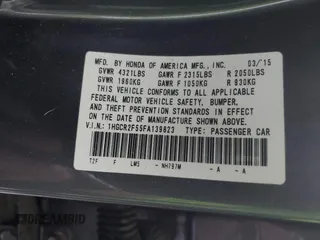 MFD. BY HONDA OF AMERICA MFG., INC. 03/15
GVWR 4321LBS GAWR F 2315LBS R 2050LBS
GVWR 1960KG GAWR F 1050KG R 930KG
THIS VEHICLE CONFORMS TO ALL APPLICABLE
FEDERAL MOTOR VEHICLE SAFETY, BUMPER,
AND THEFT PREVENTION STANDARDS IN EFFECT
ON THE DATE OF MANUFACTURE SHOWN ABOVE.
V.I.N: 1HGCR2F55FA139823 TYPE: PASSENGER CAR
T2F F LM5 - NH797M - A - A